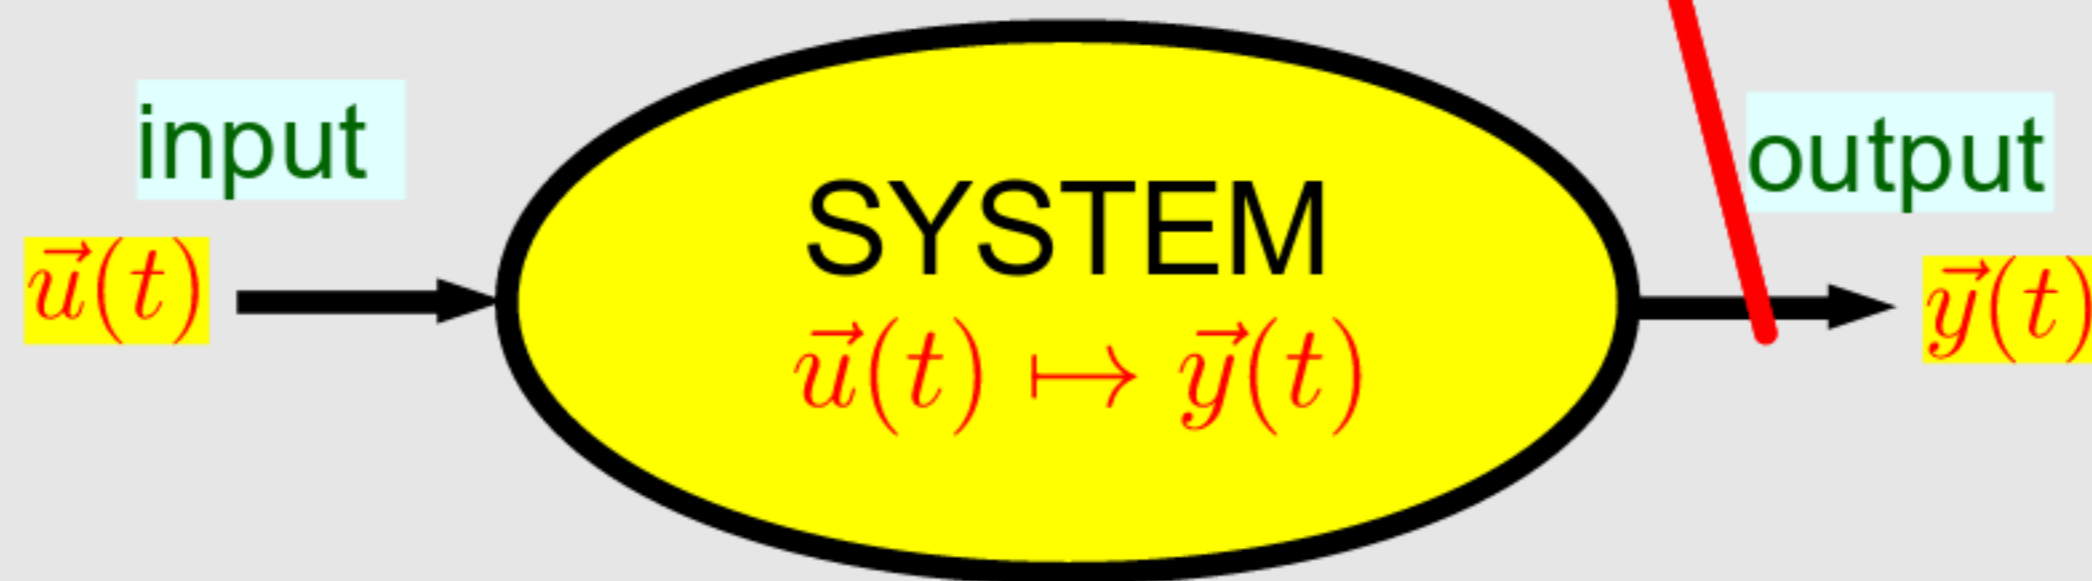 input
output
SYSTEM
u⃗(t)
u⃗(t) ↦ y⃗(t)
y⃗(t)